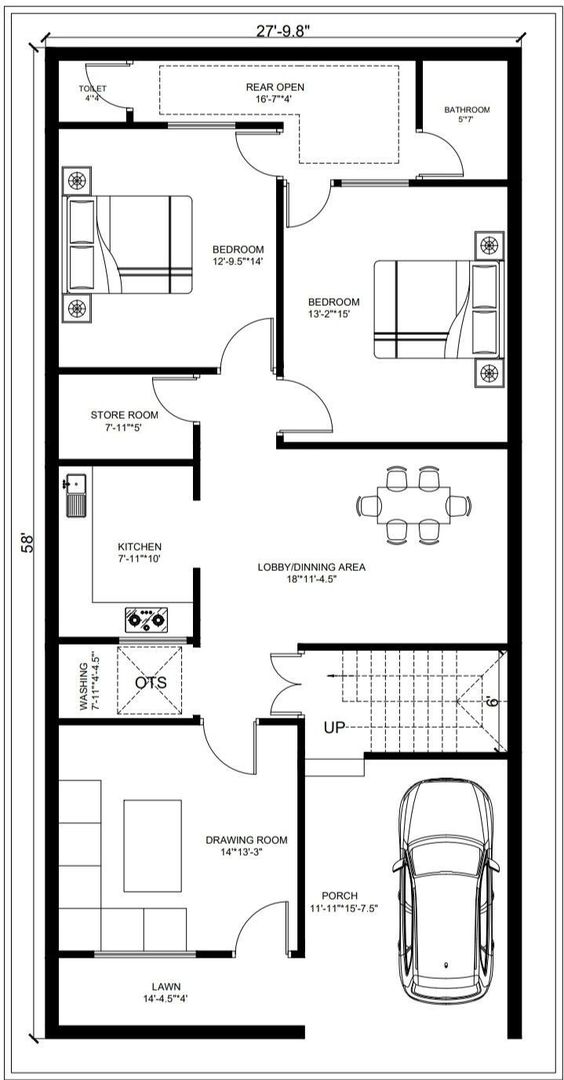 27'-9.8"
TOILET
4'*4'
REAR OPEN
16'-7"*4'
BATHROOM
5'*7'
BEDROOM
12'-9.5"*14'
BEDROOM
13'-2"*15'
STORE ROOM
7'-11"*5'
58'
KITCHEN
7'-11"*10'
LOBBY/DINNING AREA
18'*11'-4.5"
WASHING
7'-11"*4'-4.5"
OTS
UP
6'
DRAWING ROOM
14'*13'-3"
PORCH
11'-11"*15'-7.5"
LAWN
14'-4.5"*4'